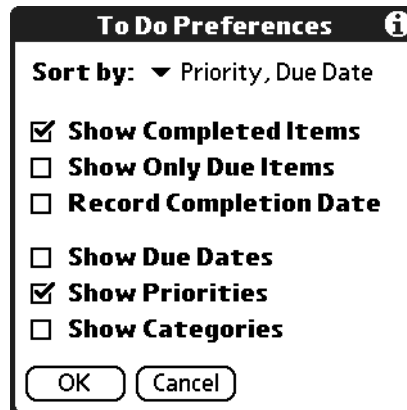 To Do Preferences i
Sort by: Priority, Due Date
Show Completed Items
Show Only Due Items
Record Completion Date
Show Due Dates
Show Priorities
Show Categories
OK Cancel